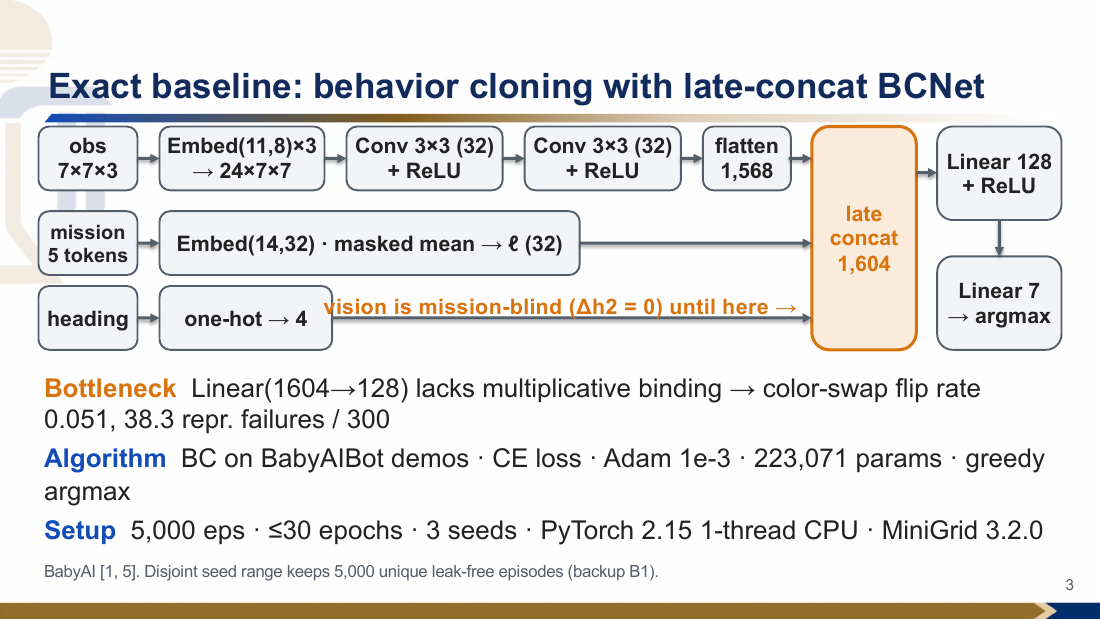 Exact baseline: behavior cloning with late-concat BCNet
obs
7×7×3
Embed(11,8)×3
→ 24×7×7
Conv 3×3 (32)
+ ReLU
Conv 3×3 (32)
+ ReLU
flatten
1,568
late
concat
1,604
Linear 128
+ ReLU
mission
5 tokens
Embed(14,32) · masked mean → ℓ (32)
heading
one-hot → 4
vision is mission-blind (Δh2 = 0) until here →
Linear 7
→ argmax
Bottleneck Linear(1604→128) lacks multiplicative binding → color-swap flip rate
0.051, 38.3 repr. failures / 300
Algorithm BC on BabyAIBot demos · CE loss · Adam 1e-3 · 223,071 params · greedy
argmax
Setup 5,000 eps · ≤30 epochs · 3 seeds · PyTorch 2.15 1-thread CPU · MiniGrid 3.2.0
BabyAI [1, 5]. Disjoint seed range keeps 5,000 unique leak-free episodes (backup B1).
3